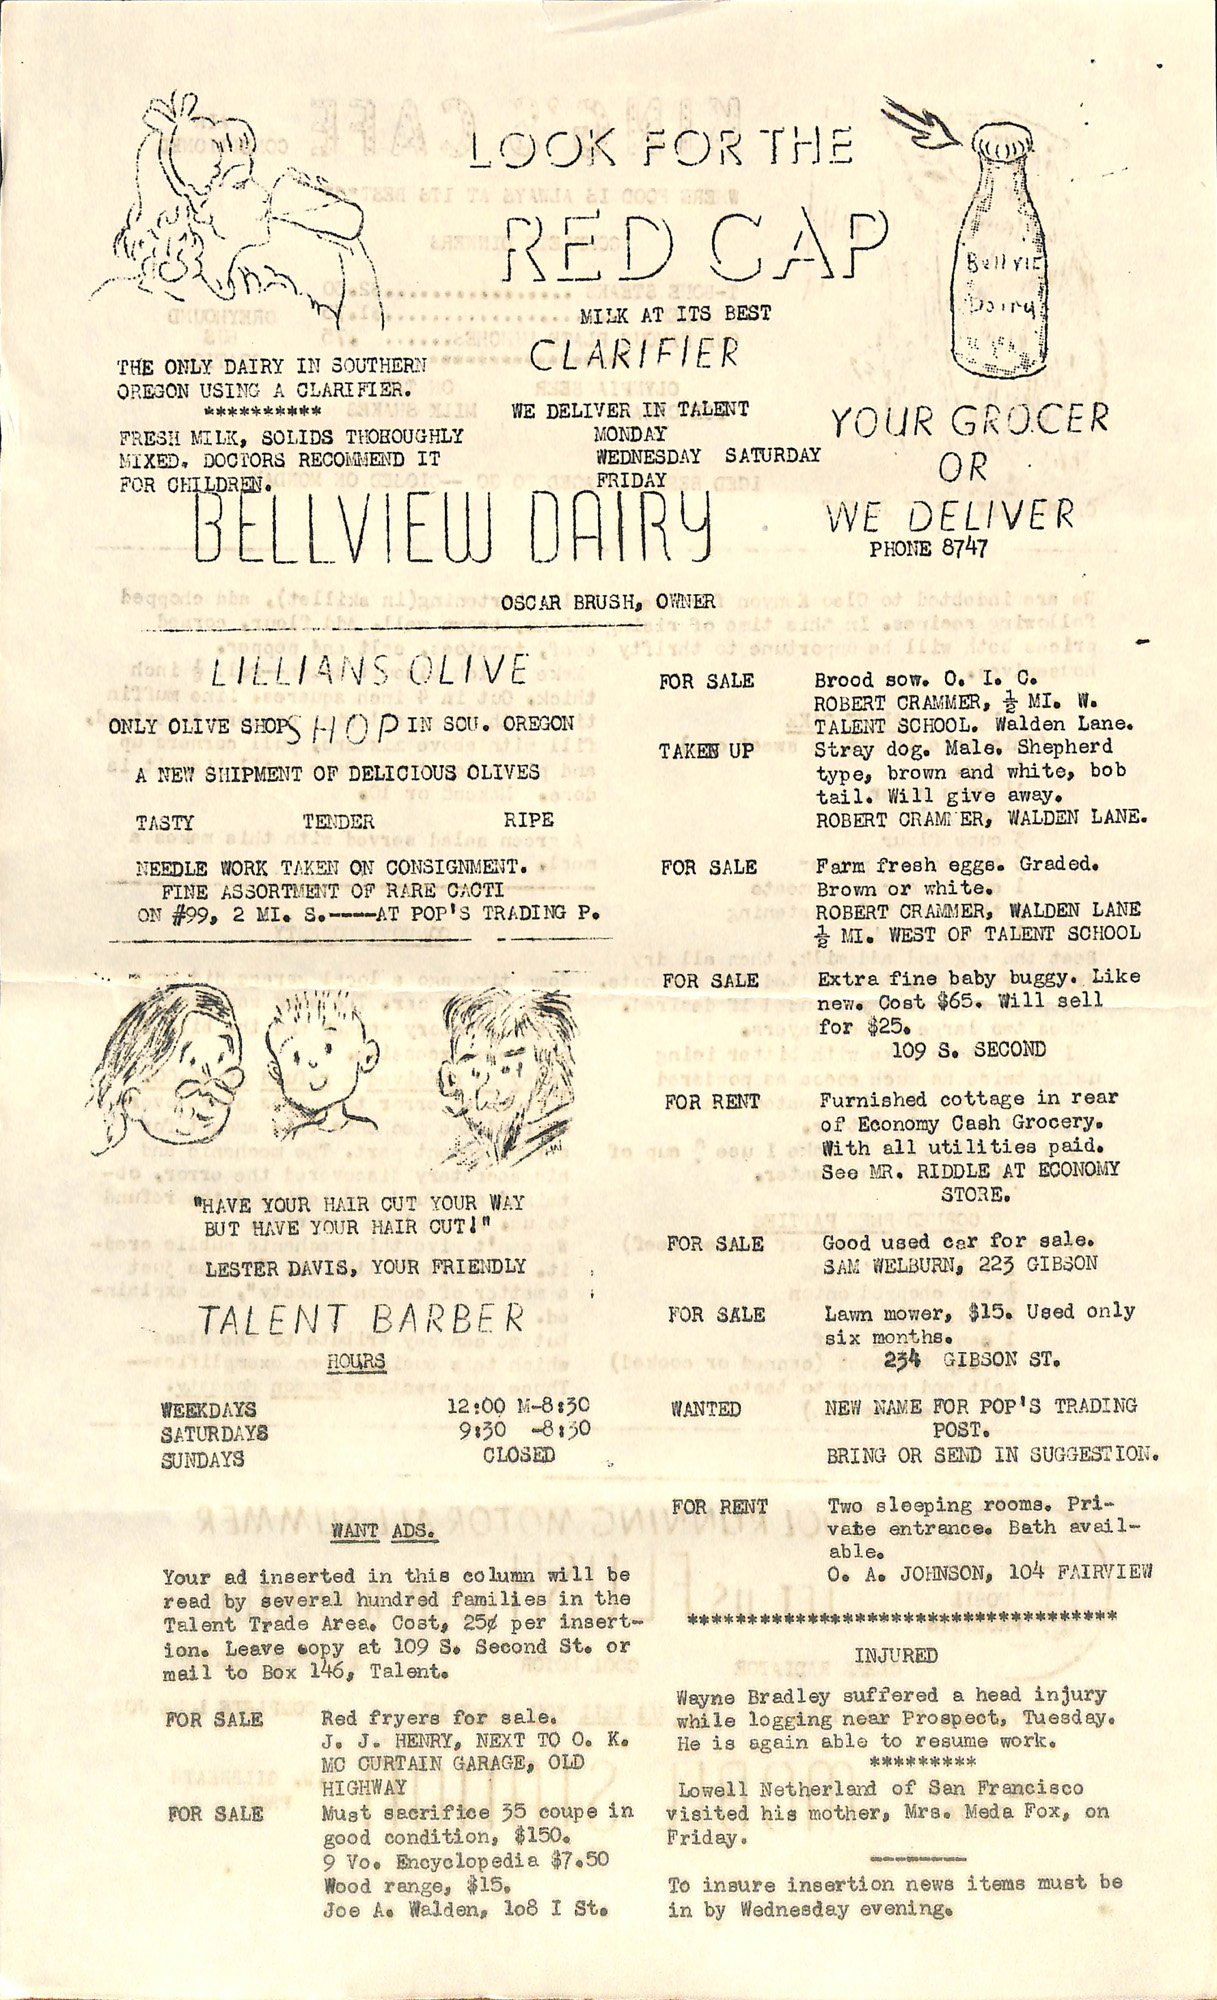 LOOK FOR THE
RED CAP
MILK AT ITS BEST
CLARIFIER
Bellvie
Dairy
THE ONLY DAIRY IN SOUTHERN
OREGON USING A CLARIFIER.
**********
FRESH MILK, SOLIDS THOROUGHLY
MIXED. DOCTORS RECOMMEND IT
FOR CHILDREN.
WE DELIVER IN TALENT
MONDAY
WEDNESDAY SATURDAY
FRIDAY
YOUR GROCER
OR
WE DELIVER
PHONE 8747
BELLVIEW DAIRY
OSCAR BRUSH, OWNER
LILLIANS OLIVE
ONLY OLIVE SHOP SHOP IN SOU. OREGON
A NEW SHIPMENT OF DELICIOUS OLIVES
TASTY TENDER RIPE
NEEDLE WORK TAKEN ON CONSIGNMENT.
FINE ASSORTMENT OF RARE CACTI
ON #99, 2 MI. S.----AT POP'S TRADING P.
"HAVE YOUR HAIR CUT YOUR WAY
BUT HAVE YOUR HAIR CUT!"
LESTER DAVIS, YOUR FRIENDLY
TALENT BARBER
HOURS
WEEKDAYS 12:00 M-8:30
SATURDAYS 9:30 -8:30
SUNDAYS CLOSED
WANT ADS.
Your ad inserted in this column will be
read by several hundred families in the
Talent Trade Area. Cost, 25¢ per insert-
ion. Leave copy at 109 S. Second St. or
mail to Box 146, Talent.
FOR SALE Red fryers for sale.
J. J. HENRY, NEXT TO O. K.
MC CURTAIN GARAGE, OLD
HIGHWAY
FOR SALE Must sacrifice 35 coupe in
good condition, $150.
9 Vo. Encyclopedia $7.50
Wood range, $15.
Joe A. Walden, 108 I St.
FOR SALE Brood sow. O. I. C.
ROBERT CRAMMER, ½ MI. W.
TALENT SCHOOL. Walden Lane.
TAKEN UP Stray dog. Male. Shepherd
type, brown and white, bob
tail. Will give away.
ROBERT CRAMMER, WALDEN LANE.
FOR SALE Farm fresh eggs. Graded.
Brown or white.
ROBERT CRAMMER, WALDEN LANE
½ MI. WEST OF TALENT SCHOOL
FOR SALE Extra fine baby buggy. Like
new. Cost $65. Will sell
for $25.
109 S. SECOND
FOR RENT Furnished cottage in rear
of Economy Cash Grocery.
With all utilities paid.
See MR. RIDDLE AT ECONOMY
STORE.
FOR SALE Good used car for sale.
SAM WELBURN, 223 GIBSON
FOR SALE Lawn mower, $15. Used only
six months.
234 GIBSON ST.
WANTED NEW NAME FOR POP'S TRADING
POST.
BRING OR SEND IN SUGGESTION.
FOR RENT Two sleeping rooms. Pri-
vate entrance. Bath avail-
able.
O. A. JOHNSON, 104 FAIRVIEW
************************************
INJURED
Wayne Bradley suffered a head injury
while logging near Prospect, Tuesday.
He is again able to resume work.
*********
Lowell Netherland of San Francisco
visited his mother, Mrs. Meda Fox, on
Friday.
--------
To insure insertion news items must be
in by Wednesday evening.